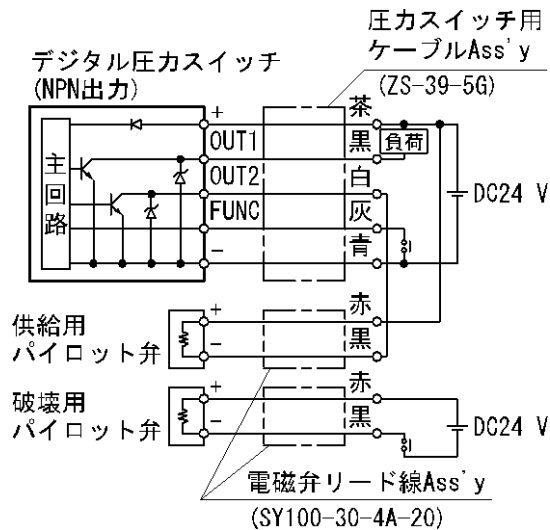 圧力スイッチ用
ケーブルAss'y
(ZS-39-5G)
デジタル圧力スイッチ
(NPN出力)
主回路
+
OUT1
OUT2
FUNC
-
茶
黒
白
灰
青
負荷
DC24 V
供給用
パイロット弁
+
-
赤
黒
破壊用
パイロット弁
+
-
赤
黒
DC24 V
電磁弁リード線Ass'y
(SY100-30-4A-20)